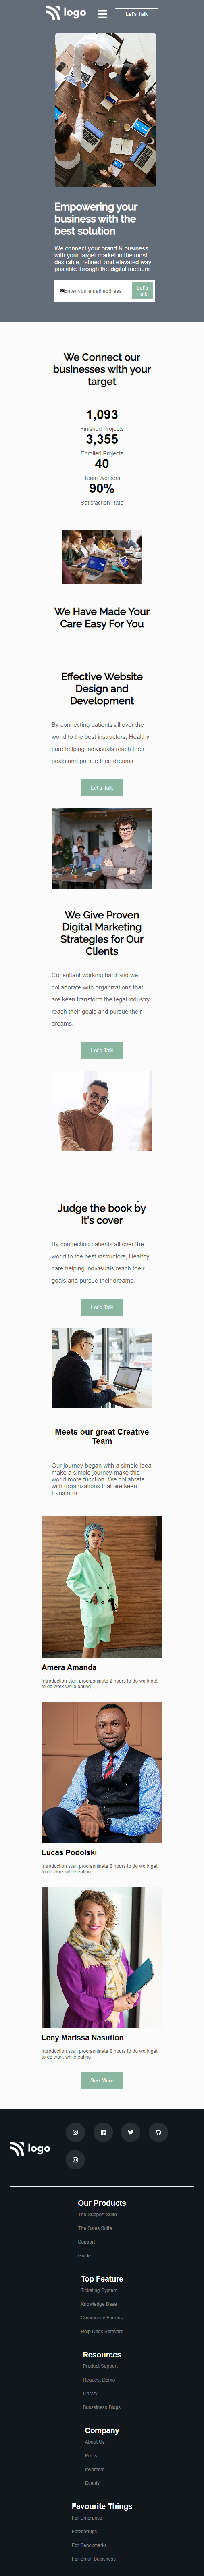 logo
Let's Talk
Empowering your
business with the
best solution
We connect your brand & business
with your target market in the most
desirable, refined, and elevated way
possible through the digital medium
Enter you email address
Let's
Talk
We Connect our
businesses with your
target
1,093
Finished Projects
3,355
Enrolled Projects
40
Team Workers
90%
Satisfaction Rate
We Have Made Your
Care Easy For You
Effective Website
Design and
Development
By connecting patients all over the
world to the best instructors, Healthy
care helping indivisuals reach their
goals and pursue their dreams.
Let's Talk
We Give Proven
Digital Marketing
Strategies for Our
Clients
Consultant working hard and we
collaborate with organizations that
are keen transform the legal industry
reach their goals and pursue their
dreams.
Let's Talk
Judge the book by
it's cover
By connecting patients all over the
world to the best instructors, Healthy
care helping indivisuals reach their
goals and pursue their dreams.
Let's Talk
Meets our great Creative
Team
Our journey began with a simple idea
make a simple journey make this
world more function. We collabrate
with organizations that are keen
transform.
Amera Amanda
Introduction start procrasninate 2 hours to do work get
to do work while eating
Lucas Podolski
Introduction start procrasninate 2 hours to do work get
to do work while eating
Leny Marissa Nasution
Introduction start procrasninate 2 hours to do work get
to do work while eating
See More
logo
Our Products
The Support Suite
The Sales Suite
Support
Guide
Top Feature
Ticketing System
Knowledge Base
Community Formus
Help Desk Software
Resources
Product Support
Request Demo
Library
Bussoiness Blogs
Company
About Us
Press
Investors
Events
Favourite Things
For Enterprise
ForStartups
For Benchmarks
For Small Bussiness